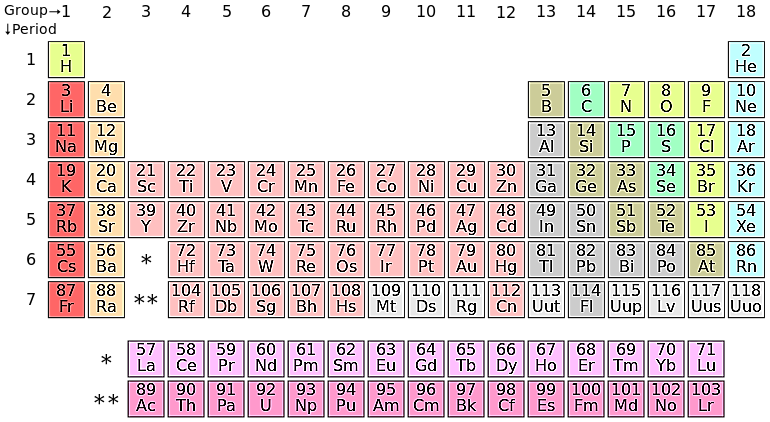 Group→1 2 3 4 5 6 7 8 9 10 11 12 13 14 15 16 17 18
↓Period
1 1 2
H He
2 3 4 5 6 7 8 9 10
Li Be B C N O F Ne
3 11 12 13 14 15 16 17 18
Na Mg Al Si P S Cl Ar
4 19 20 21 22 23 24 25 26 27 28 29 30 31 32 33 34 35 36
K Ca Sc Ti V Cr Mn Fe Co Ni Cu Zn Ga Ge As Se Br Kr
5 37 38 39 40 41 42 43 44 45 46 47 48 49 50 51 52 53 54
Rb Sr Y Zr Nb Mo Tc Ru Rh Pd Ag Cd In Sn Sb Te I Xe
6 55 56 * 72 73 74 75 76 77 78 79 80 81 82 83 84 85 86
Cs Ba Hf Ta W Re Os Ir Pt Au Hg Tl Pb Bi Po At Rn
7 87 88 ** 104 105 106 107 108 109 110 111 112 113 114 115 116 117 118
Fr Ra Rf Db Sg Bh Hs Mt Ds Rg Cn Uut Fl Uup Lv Uus Uuo
* 57 58 59 60 61 62 63 64 65 66 67 68 69 70 71
La Ce Pr Nd Pm Sm Eu Gd Tb Dy Ho Er Tm Yb Lu
** 89 90 91 92 93 94 95 96 97 98 99 100 101 102 103
Ac Th Pa U Np Pu Am Cm Bk Cf Es Fm Md No Lr